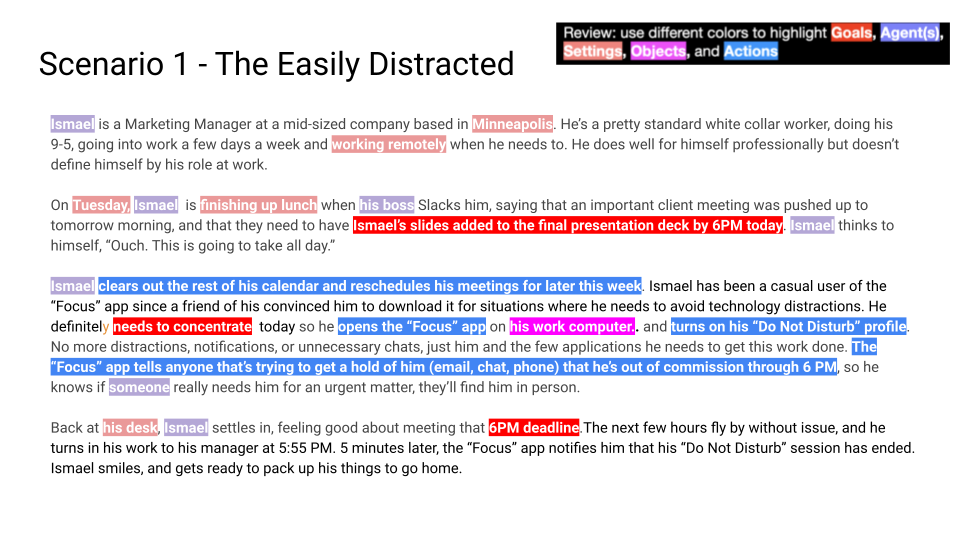 Review: use different colors to highlight Goals, Agent(s),
Settings, Objects, and Actions
Scenario 1 - The Easily Distracted
Ismael is a Marketing Manager at a mid-sized company based in Minneapolis. He’s a pretty standard white collar worker, doing his
9-5, going into work a few days a week and working remotely when he needs to. He does well for himself professionally but doesn’t
define himself by his role at work.
On Tuesday, Ismael is finishing up lunch when his boss Slacks him, saying that an important client meeting was pushed up to
tomorrow morning, and that they need to have Ismael’s slides added to the final presentation deck by 6PM today. Ismael thinks to
himself, “Ouch. This is going to take all day.”
Ismael clears out the rest of his calendar and reschedules his meetings for later this week. Ismael has been a casual user of the
“Focus” app since a friend of his convinced him to download it for situations where he needs to avoid technology distractions. He
definitely needs to concentrate today so he opens the “Focus” app on his work computer.. and turns on his “Do Not Disturb” profile.
No more distractions, notifications, or unnecessary chats, just him and the few applications he needs to get this work done. The
“Focus” app tells anyone that’s trying to get a hold of him (email, chat, phone) that he’s out of commission through 6 PM, so he
knows if someone really needs him for an urgent matter, they’ll find him in person.
Back at his desk, Ismael settles in, feeling good about meeting that 6PM deadline.The next few hours fly by without issue, and he
turns in his work to his manager at 5:55 PM. 5 minutes later, the “Focus” app notifies him that his “Do Not Disturb” session has ended.
Ismael smiles, and gets ready to pack up his things to go home.